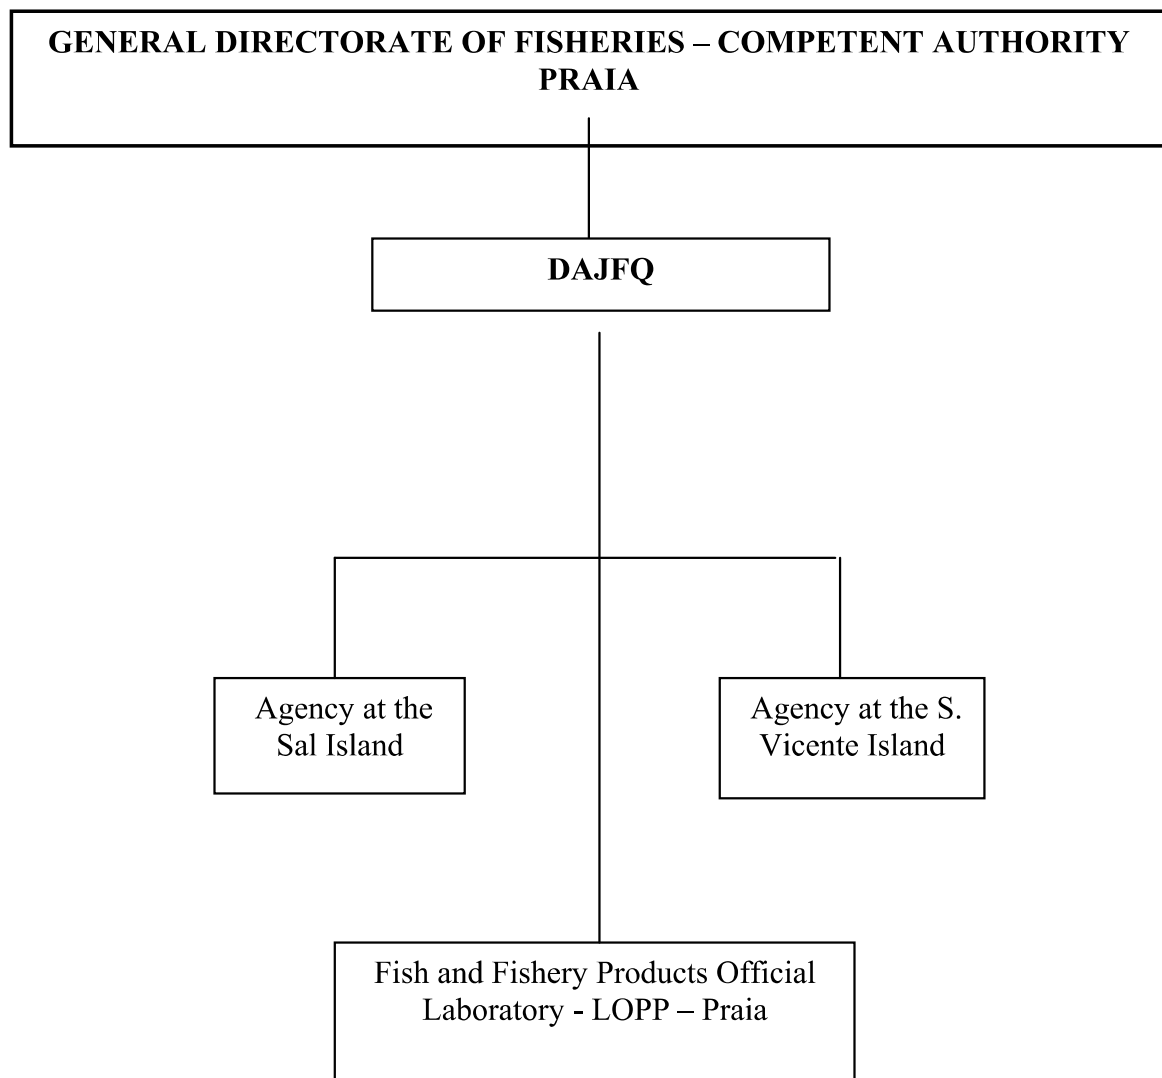 GENERAL DIRECTORATE OF FISHERIES – COMPETENT AUTHORITY
PRAIA
DAJFQ
Agency at the
Sal Island
Agency at the S.
Vicente Island
Fish and Fishery Products Official
Laboratory - LOPP – Praia